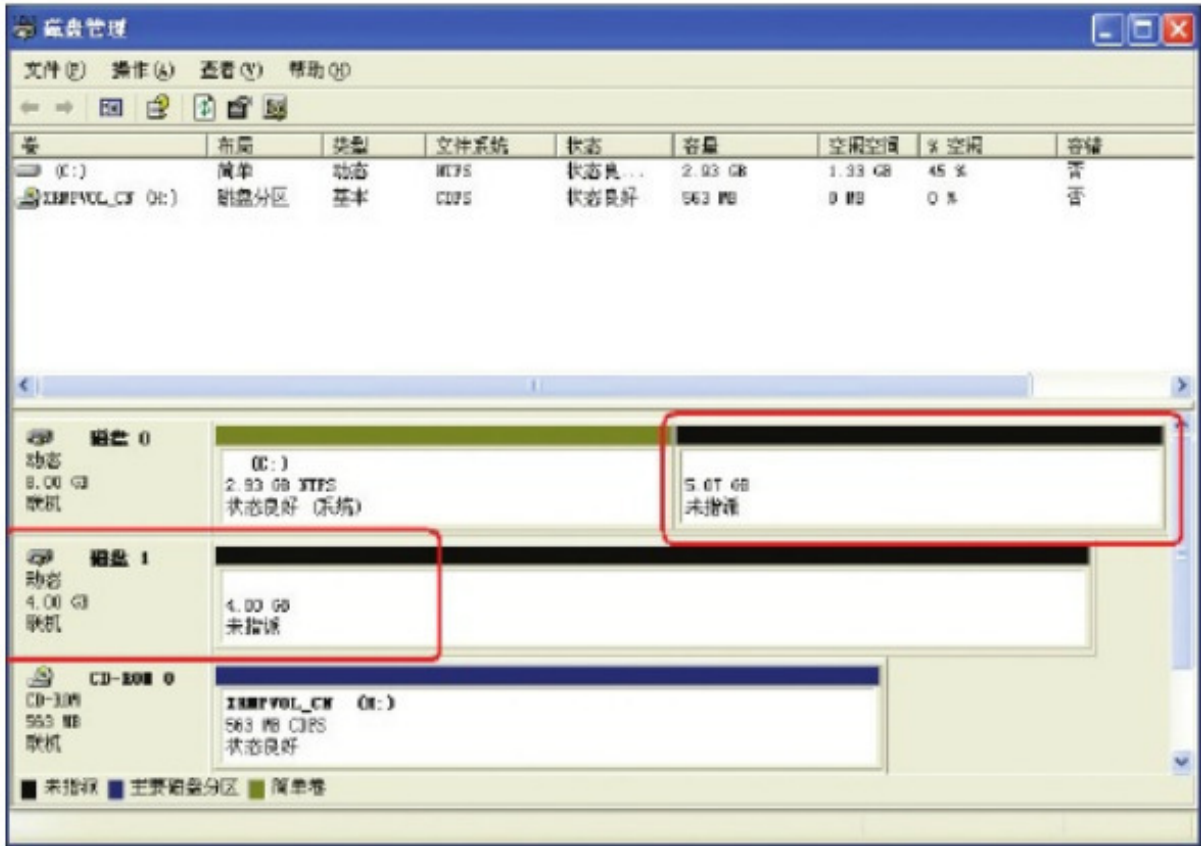 磁盘管理
文件(F) 操作(A) 查看(V) 帮助(H)
卷 布局 类型 文件系统 状态 容量 空闲空间 % 空闲 容错
(C:) 简单 动态 NTFS 状态良... 2.93 GB 1.33 GB 45 % 否
XRMPVOL_CN (H:) 磁盘分区 基本 CDFS 状态良好 563 MB 0 MB 0 % 否
磁盘 0
动态
8.00 GB
联机
(C:)
2.93 GB NTFS
状态良好 (系统)
5.07 GB
未指派
磁盘 1
动态
4.00 GB
联机
4.00 GB
未指派
CD-ROM 0
CD-ROM
563 MB
联机
XRMPVOL_CN (H:)
563 MB CDFS
状态良好
未指派 主要磁盘分区 简单卷